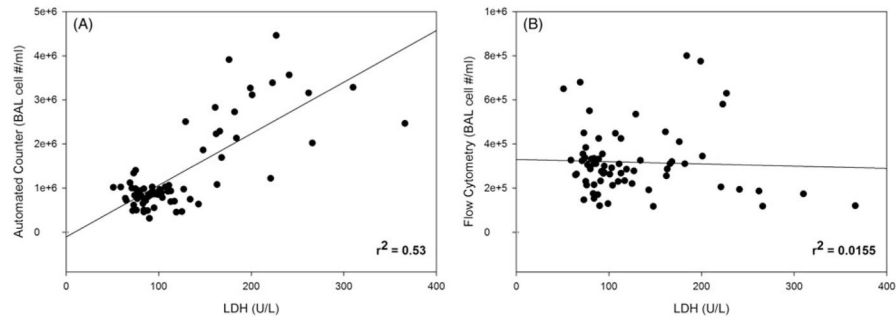 (A)
Automated Counter (BAL cell #/ml)
5e+6
4e+6
3e+6
2e+6
1e+6
0
r² = 0.53
0 100 200 300 400
LDH (U/L)
(B)
Flow Cytometry (BAL cell #/ml)
1e+6
8e+5
6e+5
4e+5
2e+5
0
r² = 0.0155
0 100 200 300 400
LDH (U/L)